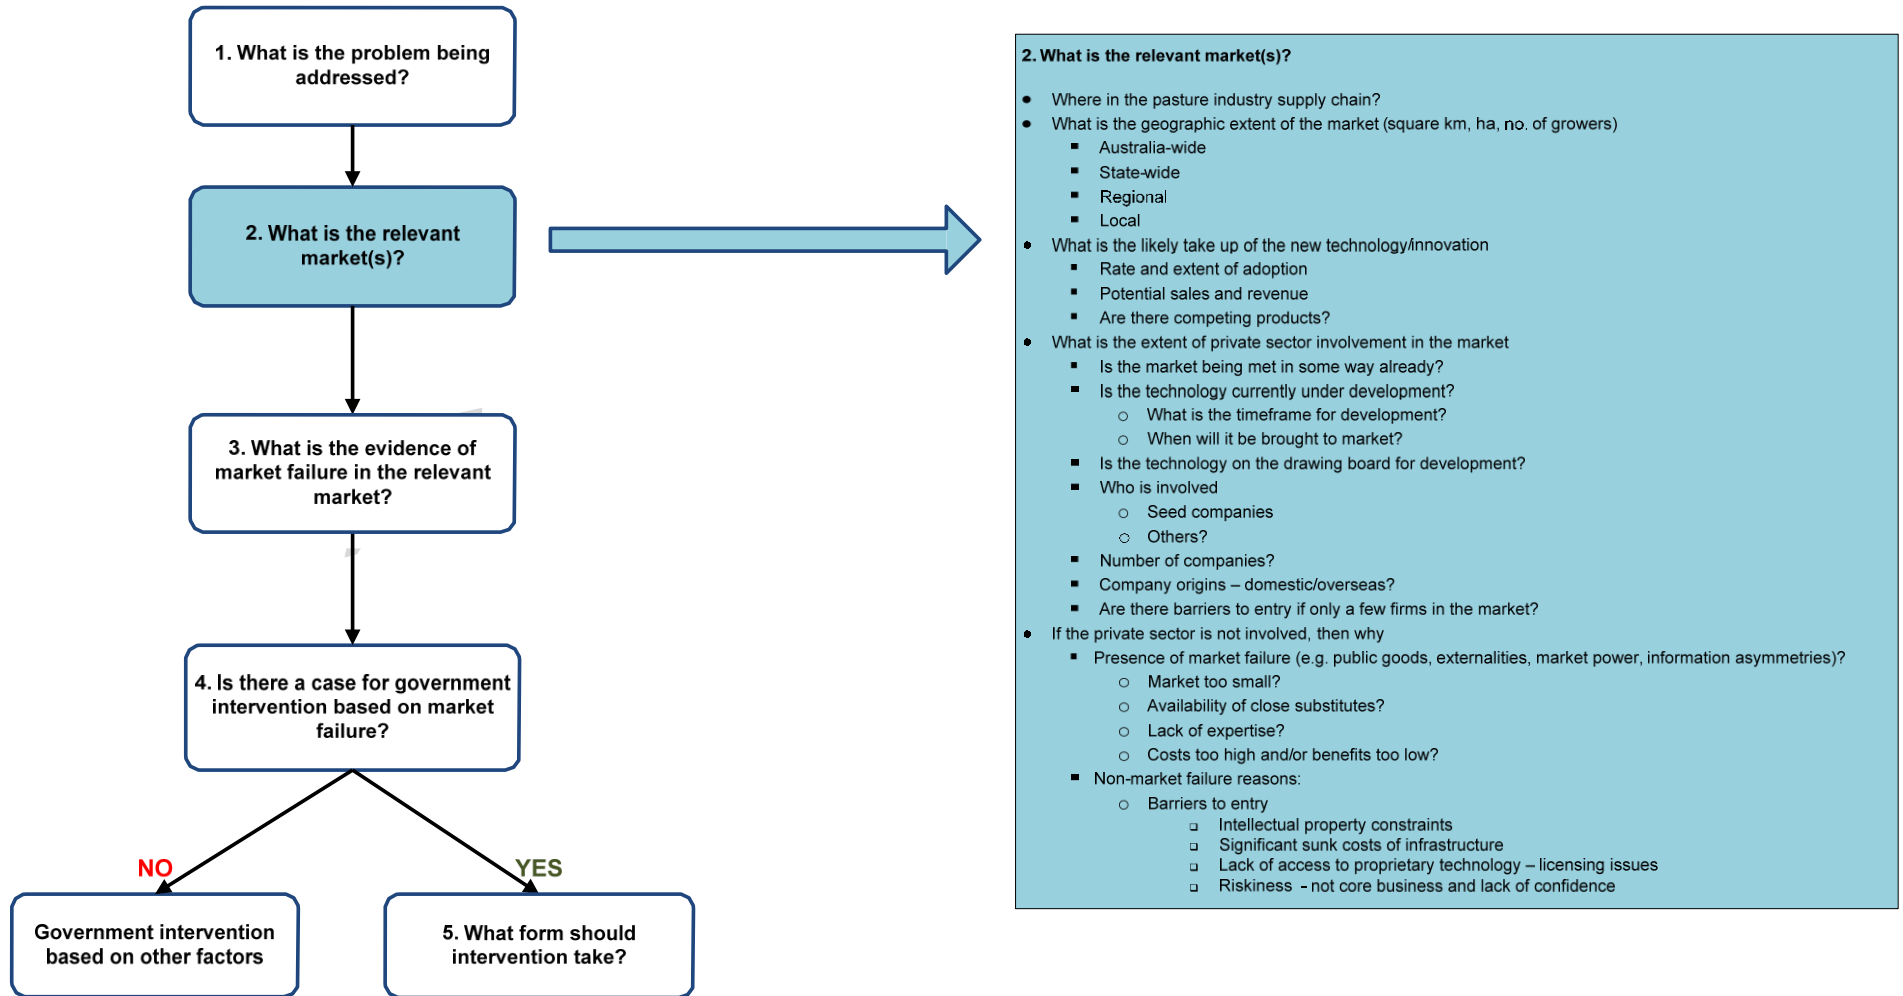 1. What is the problem being
addressed?
2. What is the relevant
market(s)?
3. What is the evidence of
market failure in the relevant
market?
4. Is there a case for government
intervention based on market
failure?
NO
YES
Government intervention
based on other factors
5. What form should
intervention take?
2. What is the relevant market(s)?
● Where in the pasture industry supply chain?
● What is the geographic extent of the market (square km, ha, no. of growers)
▪ Australia-wide
▪ State-wide
▪ Regional
▪ Local
● What is the likely take up of the new technology/innovation
▪ Rate and extent of adoption
▪ Potential sales and revenue
▪ Are there competing products?
● What is the extent of private sector involvement in the market
▪ Is the market being met in some way already?
▪ Is the technology currently under development?
○ What is the timeframe for development?
○ When will it be brought to market?
▪ Is the technology on the drawing board for development?
▪ Who is involved
○ Seed companies
○ Others?
▪ Number of companies?
▪ Company origins – domestic/overseas?
▪ Are there barriers to entry if only a few firms in the market?
● If the private sector is not involved, then why
▪ Presence of market failure (e.g. public goods, externalities, market power, information asymmetries)?
○ Market too small?
○ Availability of close substitutes?
○ Lack of expertise?
○ Costs too high and/or benefits too low?
▪ Non-market failure reasons:
○ Barriers to entry
❑ Intellectual property constraints
❑ Significant sunk costs of infrastructure
❑ Lack of access to proprietary technology – licensing issues
❑ Riskiness - not core business and lack of confidence